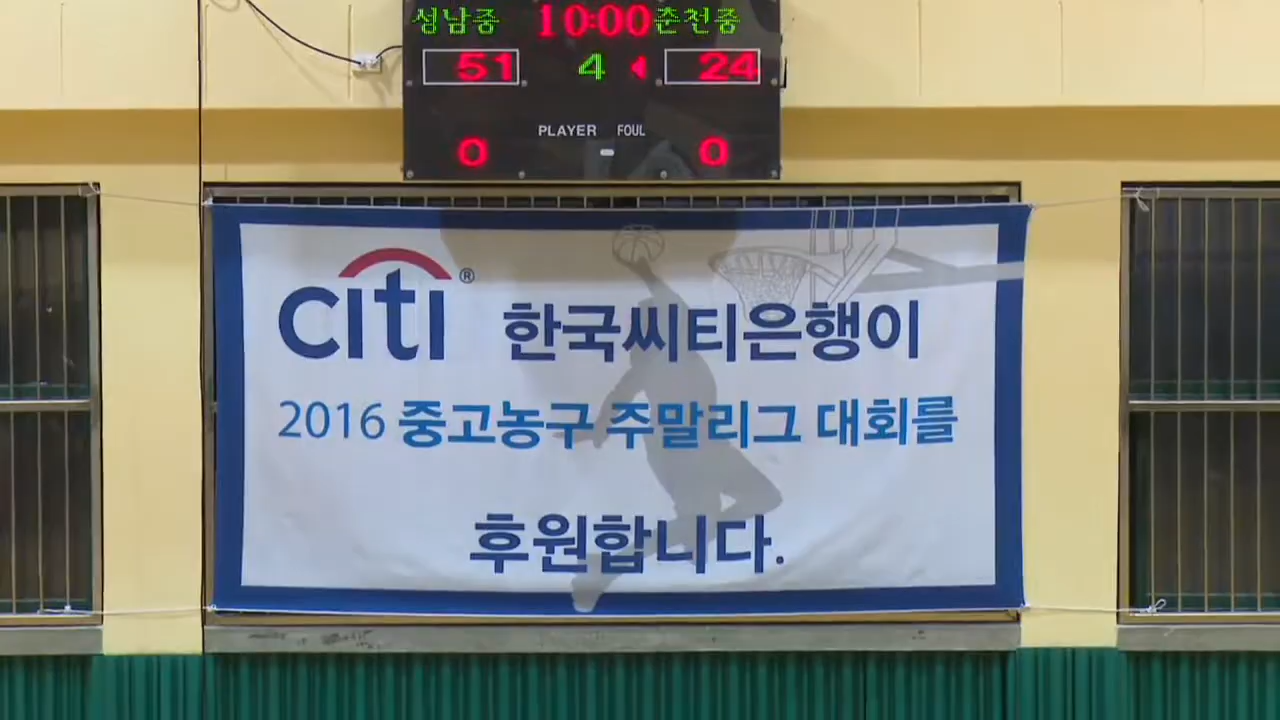 성남중 10:00 춘천중
51 4 24
PLAYER FOUL
0 0
citi® 한국씨티은행이
2016 중고농구 주말리그 대회를
후원합니다.